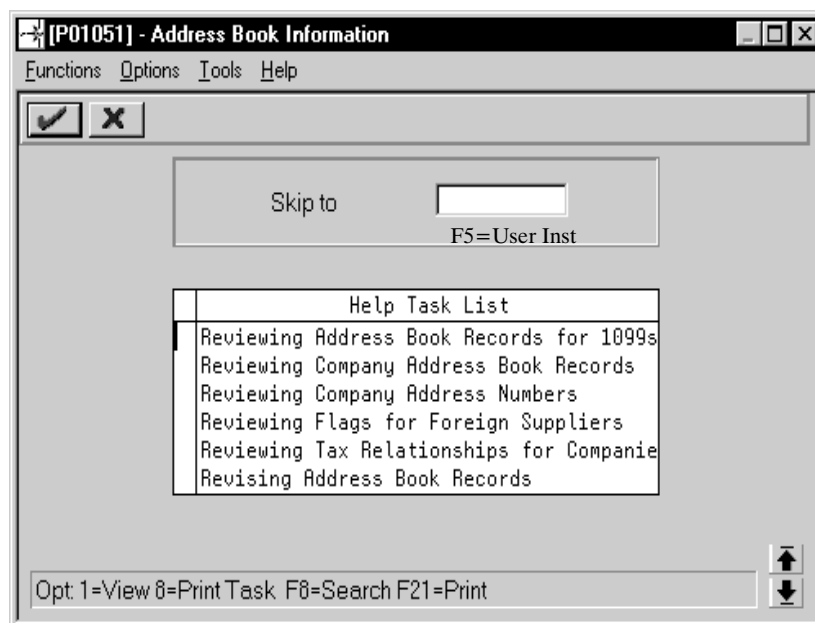 [P01051] - Address Book Information
Functions Options Tools Help
Skip to
F5=User Inst
Help Task List
Reviewing Address Book Records for 1099s
Reviewing Company Address Book Records
Reviewing Company Address Numbers
Reviewing Flags for Foreign Suppliers
Reviewing Tax Relationships for Companie
Revising Address Book Records
Opt: 1=View 8=Print Task F8=Search F21=Print